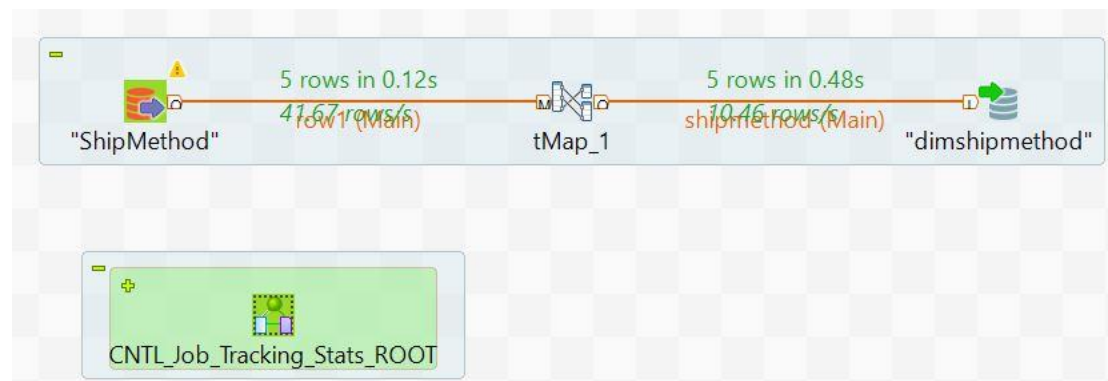 5 rows in 0.12s
41.67 rows/s
row1 (Main)
5 rows in 0.48s
10.46 rows/s
shipmethod (Main)
"ShipMethod"
tMap_1
"dimshipmethod"
CNTL_Job_Tracking_Stats_ROOT